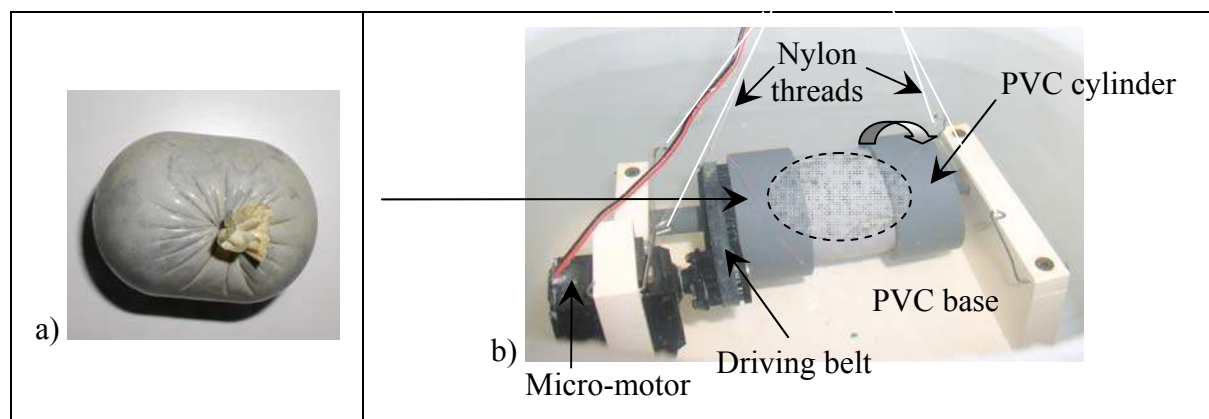 Nylon
threads
PVC cylinder
a)
b)
PVC base
Driving belt
Micro-motor